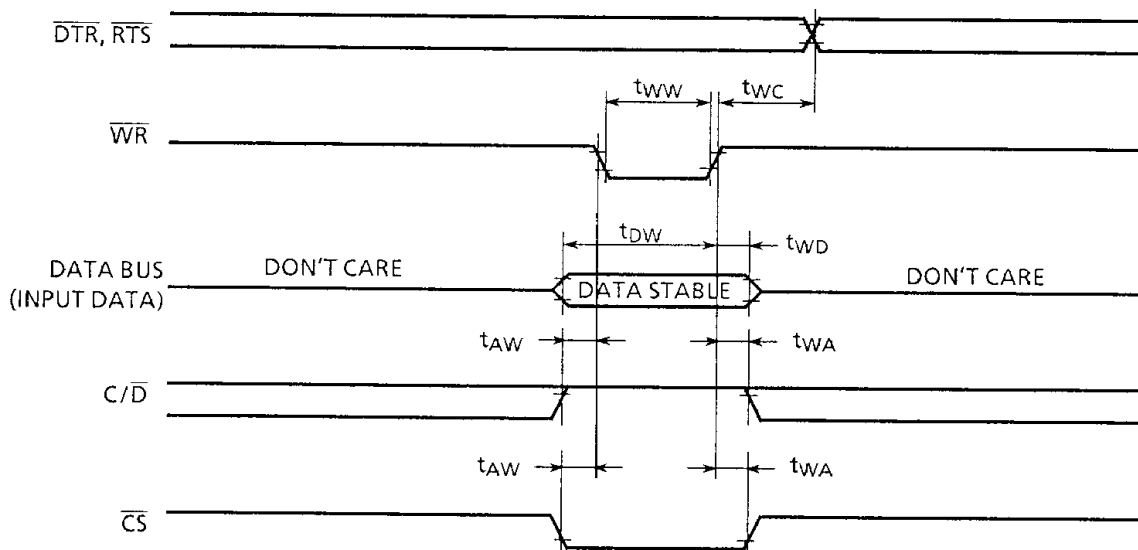 DTR, RTS
tWW
tWC
WR
tDW
tWD
DATA BUS
(INPUT DATA)
DON'T CARE
DATA STABLE
DON'T CARE
tAW
tWA
C/D
tAW
tWA
CS